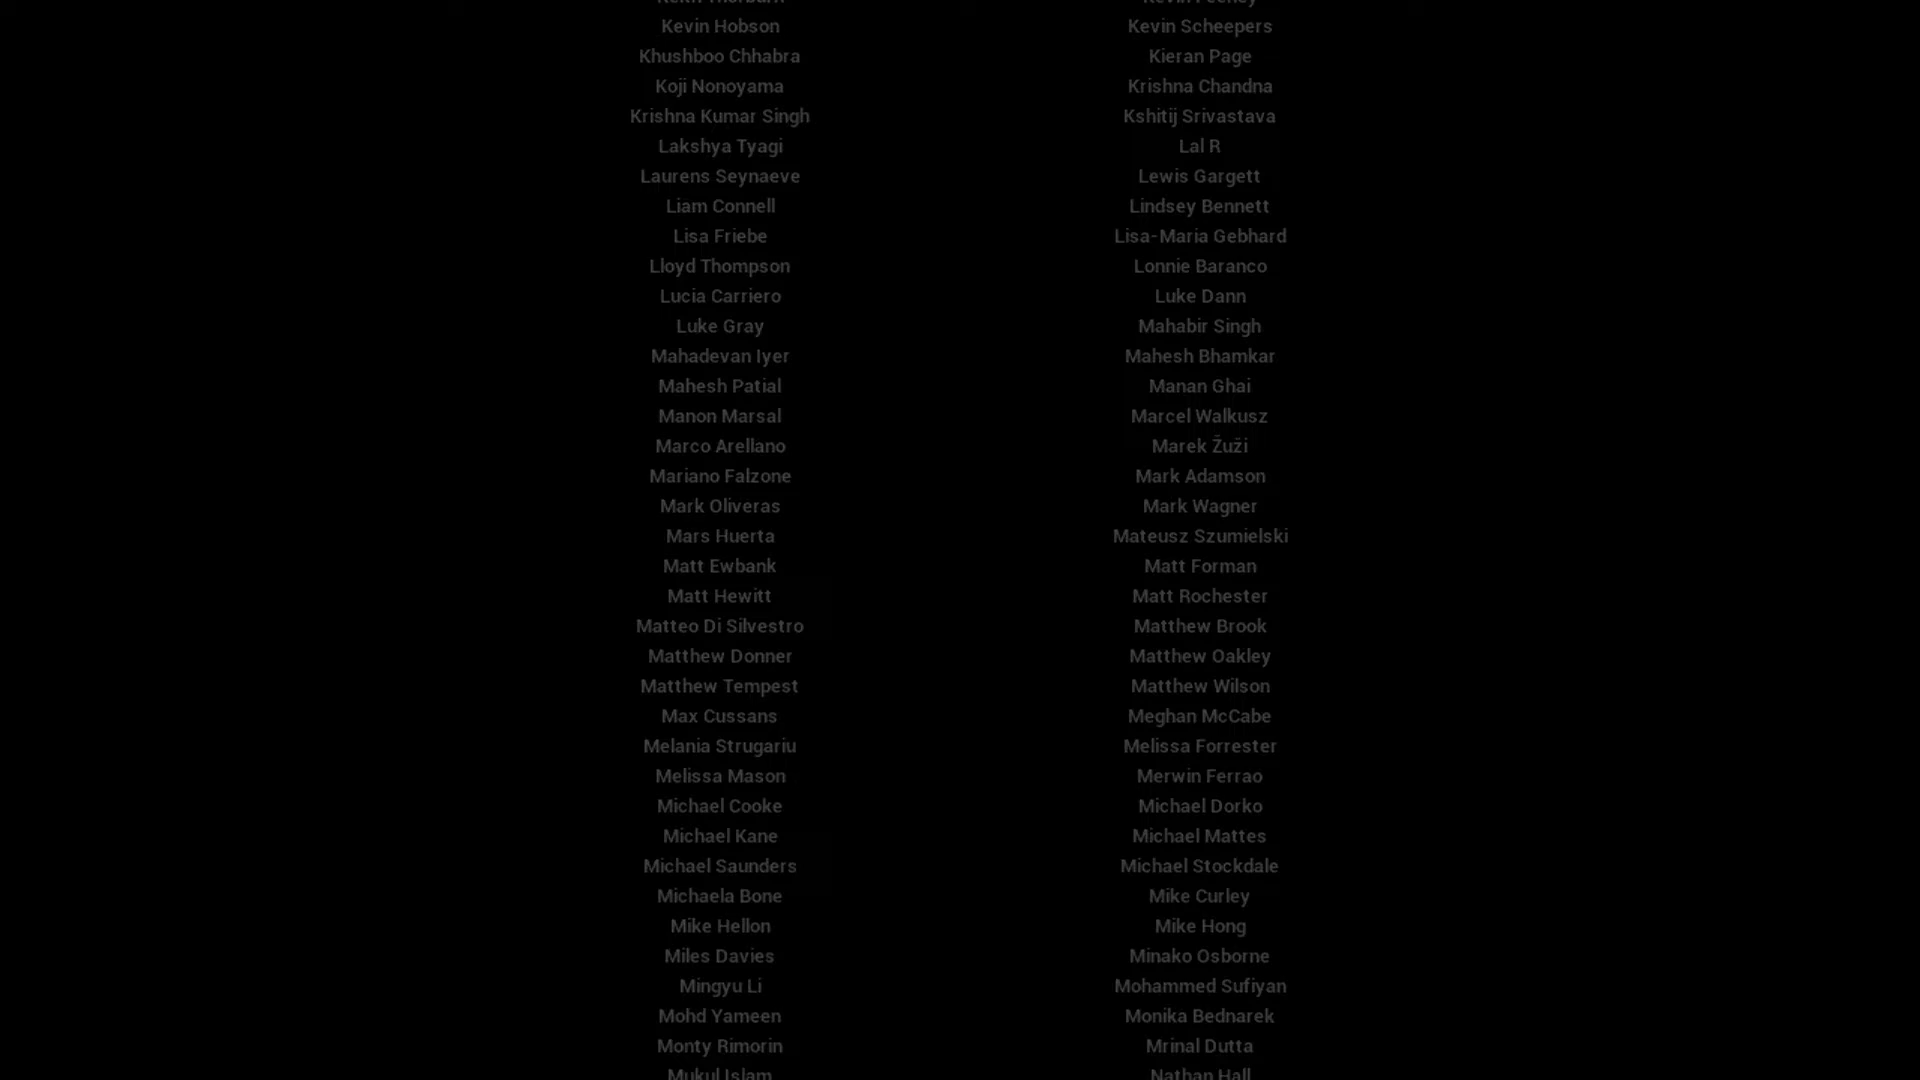 Keith Thorburn Kevin Feeney
Kevin Hobson Kevin Scheepers
Khushboo Chhabra Kieran Page
Koji Nonoyama Krishna Chandna
Krishna Kumar Singh Kshitij Srivastava
Lakshya Tyagi Lal R
Laurens Seynaeve Lewis Gargett
Liam Connell Lindsey Bennett
Lisa Friebe Lisa-Maria Gebhard
Lloyd Thompson Lonnie Baranco
Lucia Carriero Luke Dann
Luke Gray Mahabir Singh
Mahadevan Iyer Mahesh Bhamkar
Mahesh Patial Manan Ghai
Manon Marsal Marcel Walkusz
Marco Arellano Marek Žuži
Mariano Falzone Mark Adamson
Mark Oliveras Mark Wagner
Mars Huerta Mateusz Szumielski
Matt Ewbank Matt Forman
Matt Hewitt Matt Rochester
Matteo Di Silvestro Matthew Brook
Matthew Donner Matthew Oakley
Matthew Tempest Matthew Wilson
Max Cussans Meghan McCabe
Melania Strugariu Melissa Forrester
Melissa Mason Merwin Ferrao
Michael Cooke Michael Dorko
Michael Kane Michael Mattes
Michael Saunders Michael Stockdale
Michaela Bone Mike Curley
Mike Hellon Mike Hong
Miles Davies Minako Osborne
Mingyu Li Mohammed Sufiyan
Mohd Yameen Monika Bednarek
Monty Rimorin Mrinal Dutta
Mukul Islam Nathan Hall